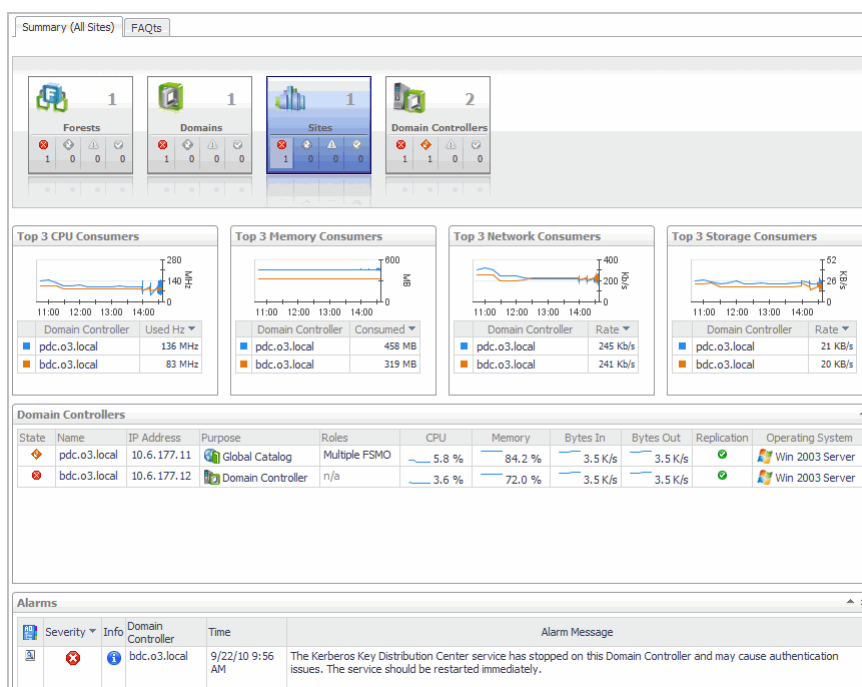 Summary (All Sites) FAQts
1 1 1 2
Forests Domains Sites Domain Controllers
1 0 0 0 1 0 0 0 1 0 0 0 1 1 0 0
Top 3 CPU Consumers Top 3 Memory Consumers Top 3 Network Consumers Top 3 Storage Consumers
280 600 400 52
140 MHz MB 200 Kb/s 26 KB/s
0 0 0 0
11:00 12:00 13:00 14:00 11:00 12:00 13:00 14:00 11:00 12:00 13:00 14:00 11:00 12:00 13:00 14:00
Domain Controller Used Hz Domain Controller Consumed Domain Controller Rate Domain Controller Rate
pdc.o3.local 136 MHz pdc.o3.local 458 MB pdc.o3.local 245 Kb/s pdc.o3.local 21 KB/s
bdc.o3.local 83 MHz bdc.o3.local 319 MB bdc.o3.local 241 Kb/s bdc.o3.local 20 KB/s
Domain Controllers
State Name IP Address Purpose Roles CPU Memory Bytes In Bytes Out Replication Operating System
pdc.o3.local 10.6.177.11 Global Catalog Multiple FSMO 5.8 % 84.2 % 3.5 K/s 3.5 K/s Win 2003 Server
bdc.o3.local 10.6.177.12 Domain Controller n/a 3.6 % 72.0 % 3.5 K/s 3.5 K/s Win 2003 Server
Alarms
Severity Info Domain Controller Time Alarm Message
bdc.o3.local 9/22/10 9:56 AM The Kerberos Key Distribution Center service has stopped on this Domain Controller and may cause authentication
issues. The service should be restarted immediately.